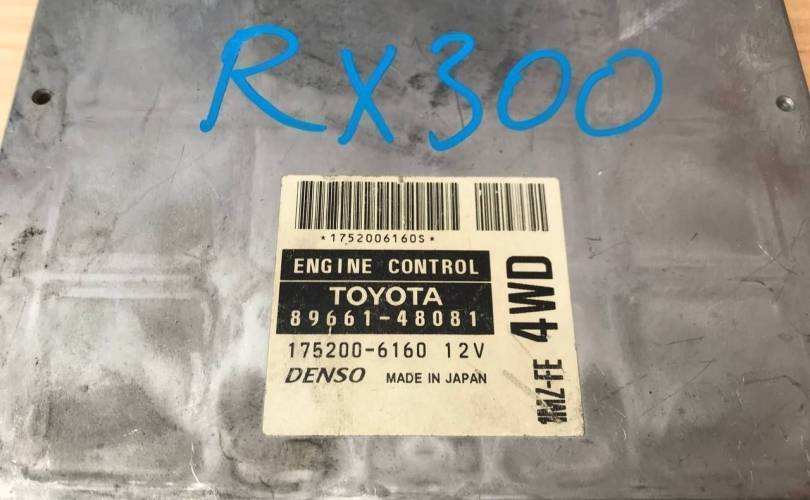 RX300
*1752006160S*
ENGINE CONTROL
TOYOTA
89661-48081
175200-6160 12V
DENSO MADE IN JAPAN
1MZ-FE 4WD